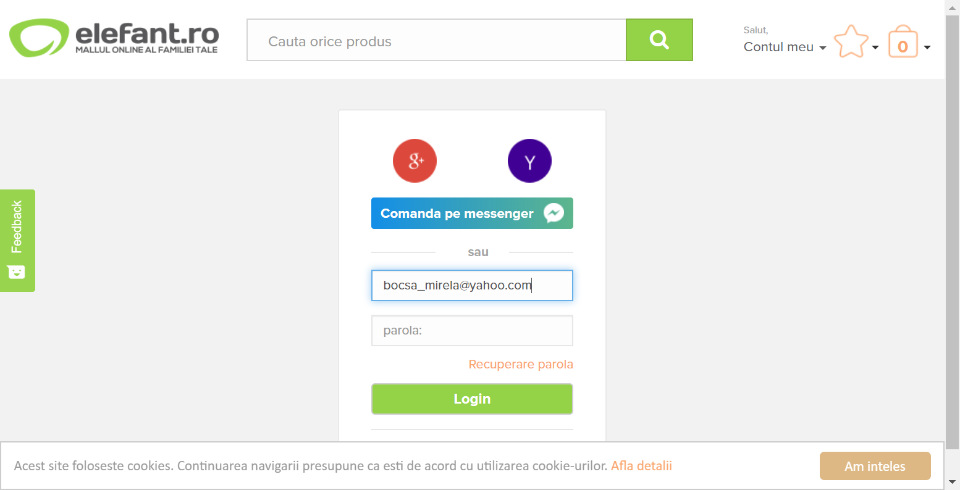 elefant.ro
MALLUL ONLINE AL FAMILIEI TALE
Cauta orice produs
Salut,
Contul meu
0
8+
Y
Feedback
Comanda pe messenger
sau
bocsa_mirela@yahoo.com
parola:
Recuperare parola
Login
Acest site foloseste cookies. Continuarea navigarii presupune ca esti de acord cu utilizarea cookie-urilor. Afla detalii
Am inteles